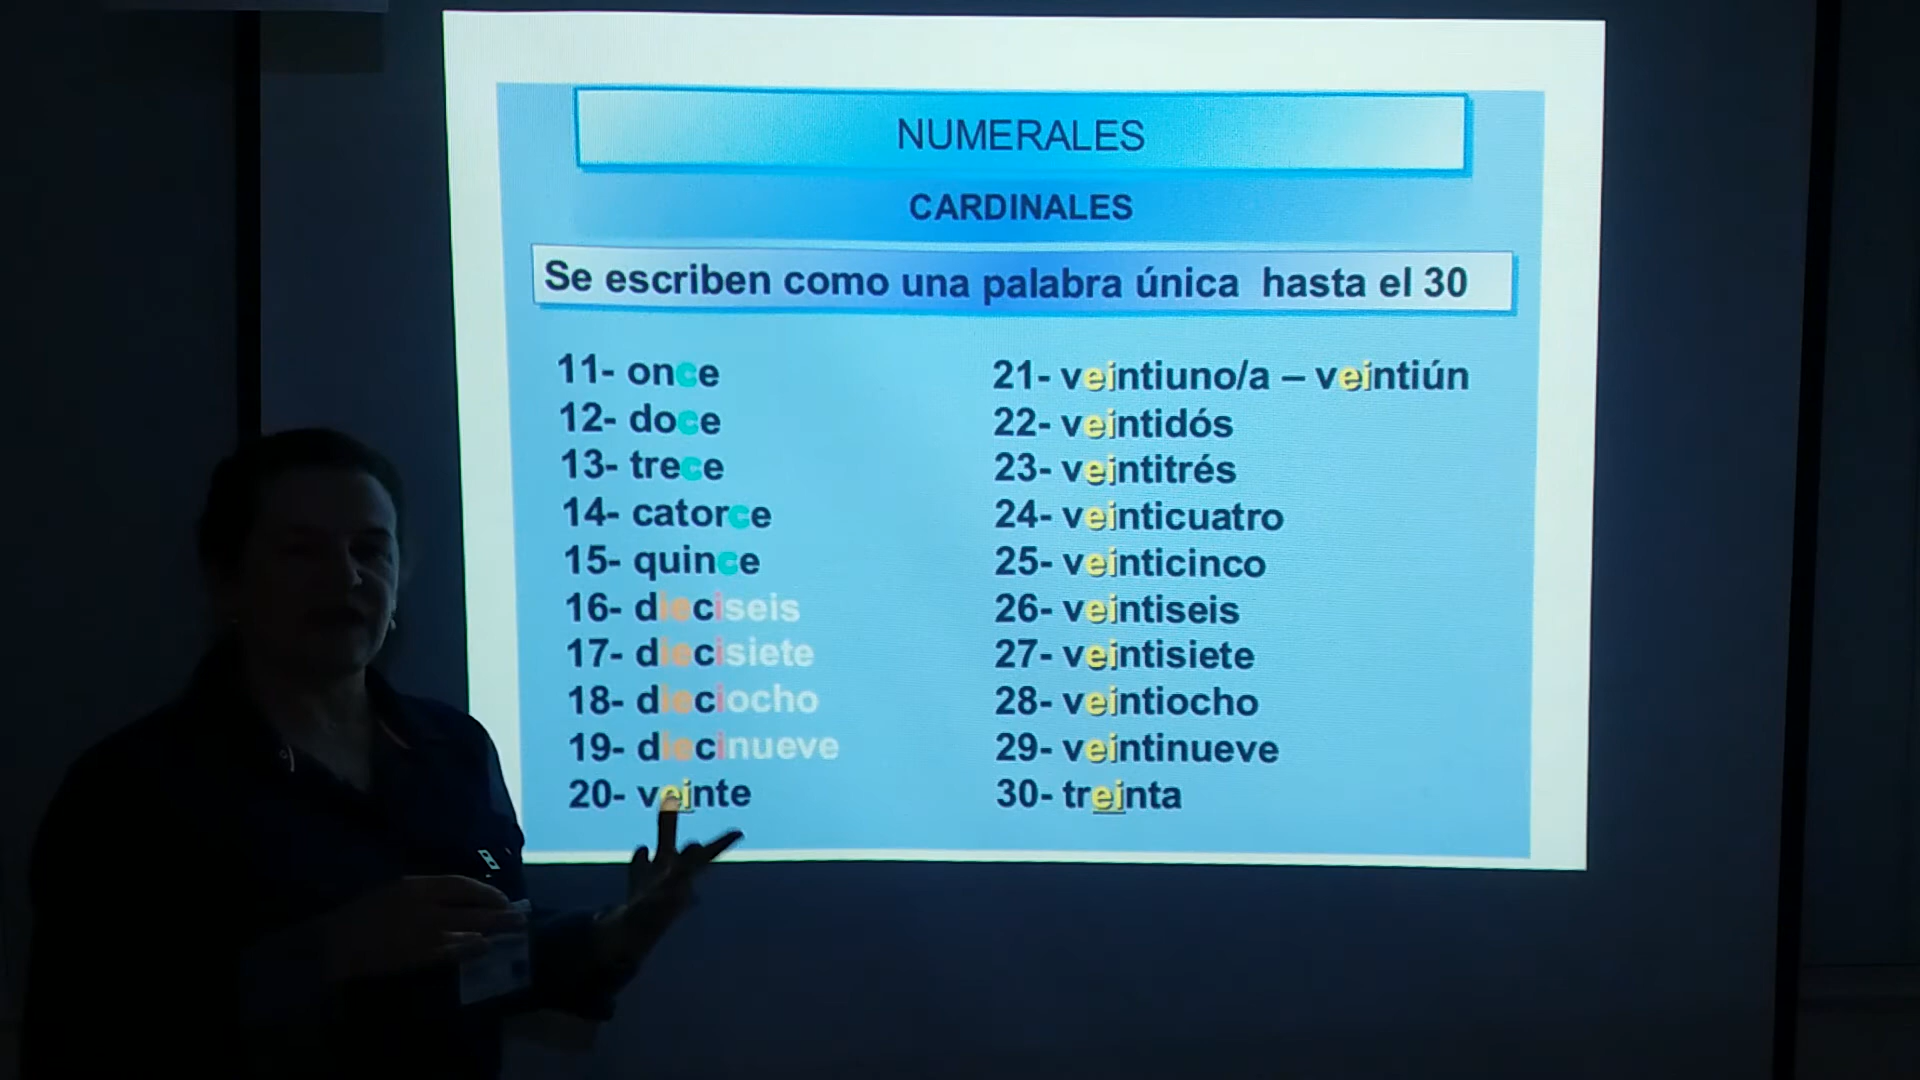 NUMERALES
CARDINALES
Se escriben como una palabra única hasta el 30
11- once
12- doce
13- trece
14- catorce
15- quince
16- dieciseis
17- diecisiete
18- dieciocho
19- diecinueve
20- veinte
21- veintiuno/a – veintiún
22- veintidós
23- veintitrés
24- veinticuatro
25- veinticinco
26- veintiseis
27- veintisiete
28- veintiocho
29- veintinueve
30- treinta